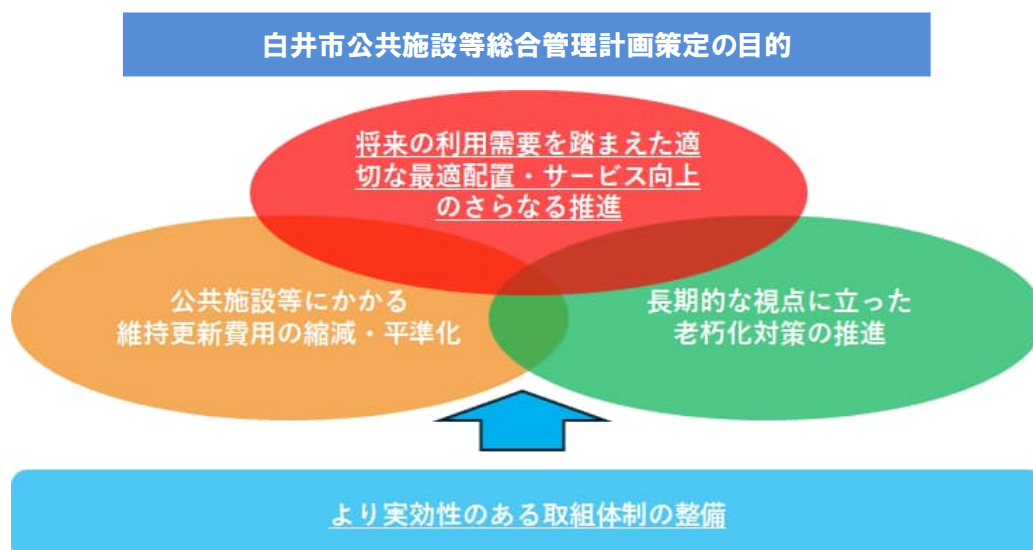 白井市公共施設等総合管理計画策定の目的
将来の利用需要を踏まえた適
切な最適配置・サービス向上
のさらなる推進
公共施設等にかかる
維持更新費用の縮減・平準化
長期的な視点に立った
老朽化対策の推進
より実効性のある取組体制の整備